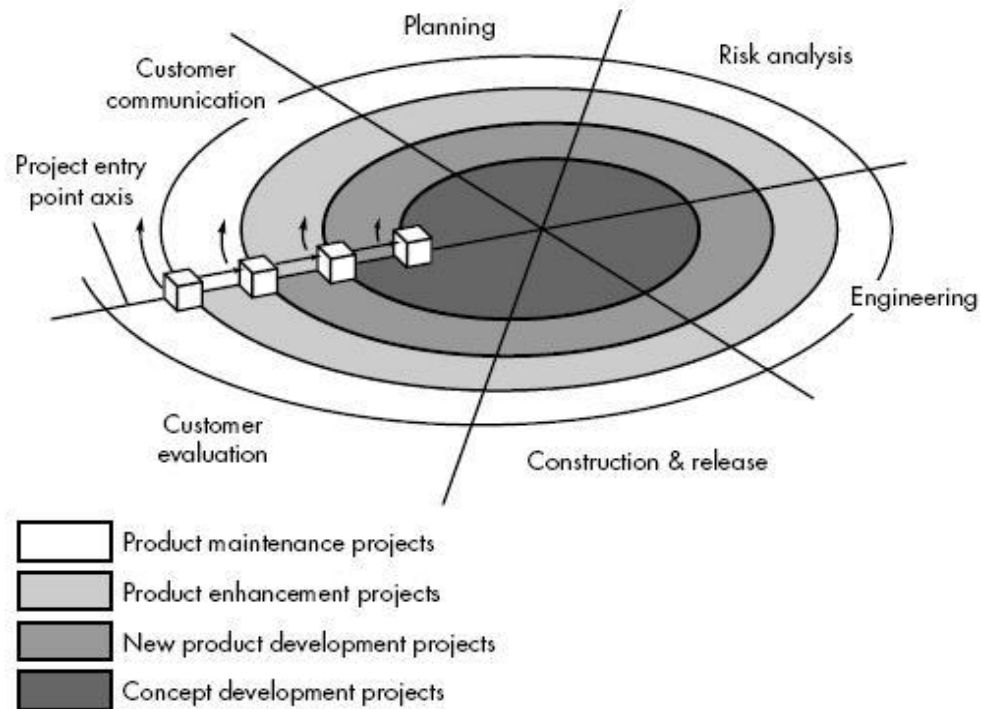 Planning
Risk analysis
Customer
communication
Project entry
point axis
Engineering
Customer
evaluation
Construction & release
Product maintenance projects
Product enhancement projects
New product development projects
Concept development projects